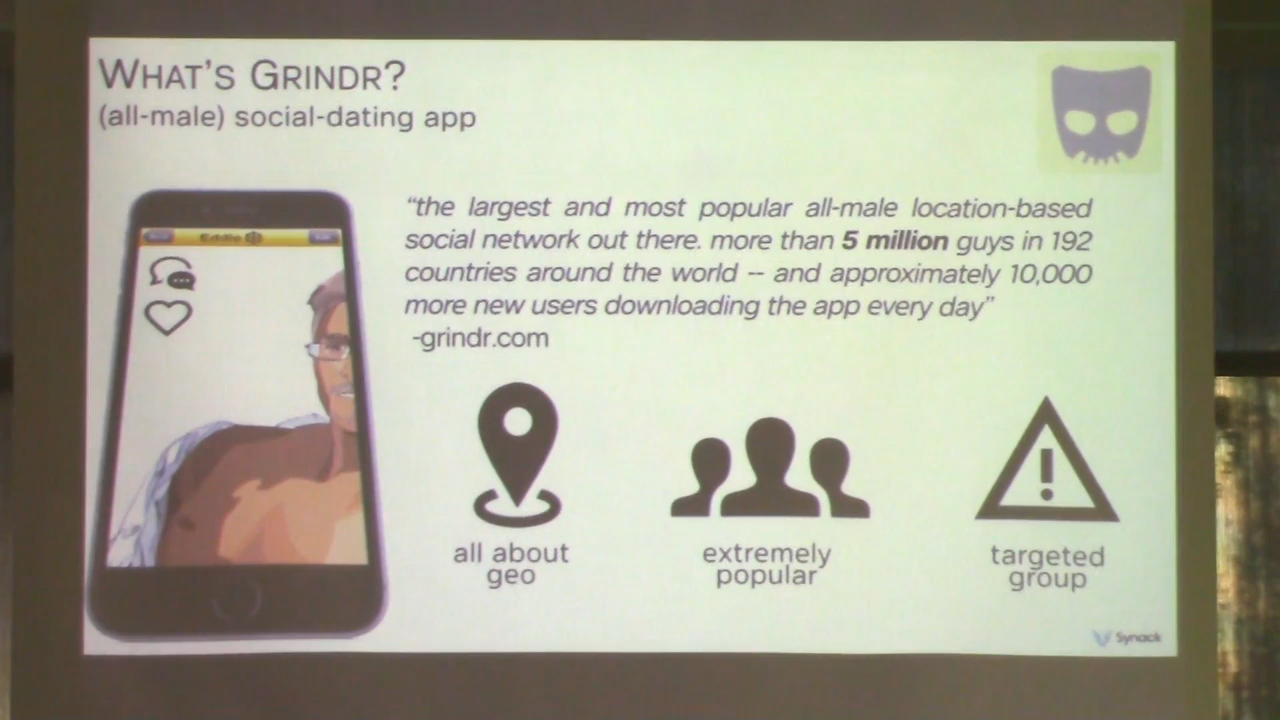 WHAT'S GRINDR?
(all-male) social-dating app
Eddie
"the largest and most popular all-male location-based
social network out there. more than 5 million guys in 192
countries around the world -- and approximately 10,000
more new users downloading the app every day"
-grindr.com
all about
geo
extremely
popular
targeted
group
Synack